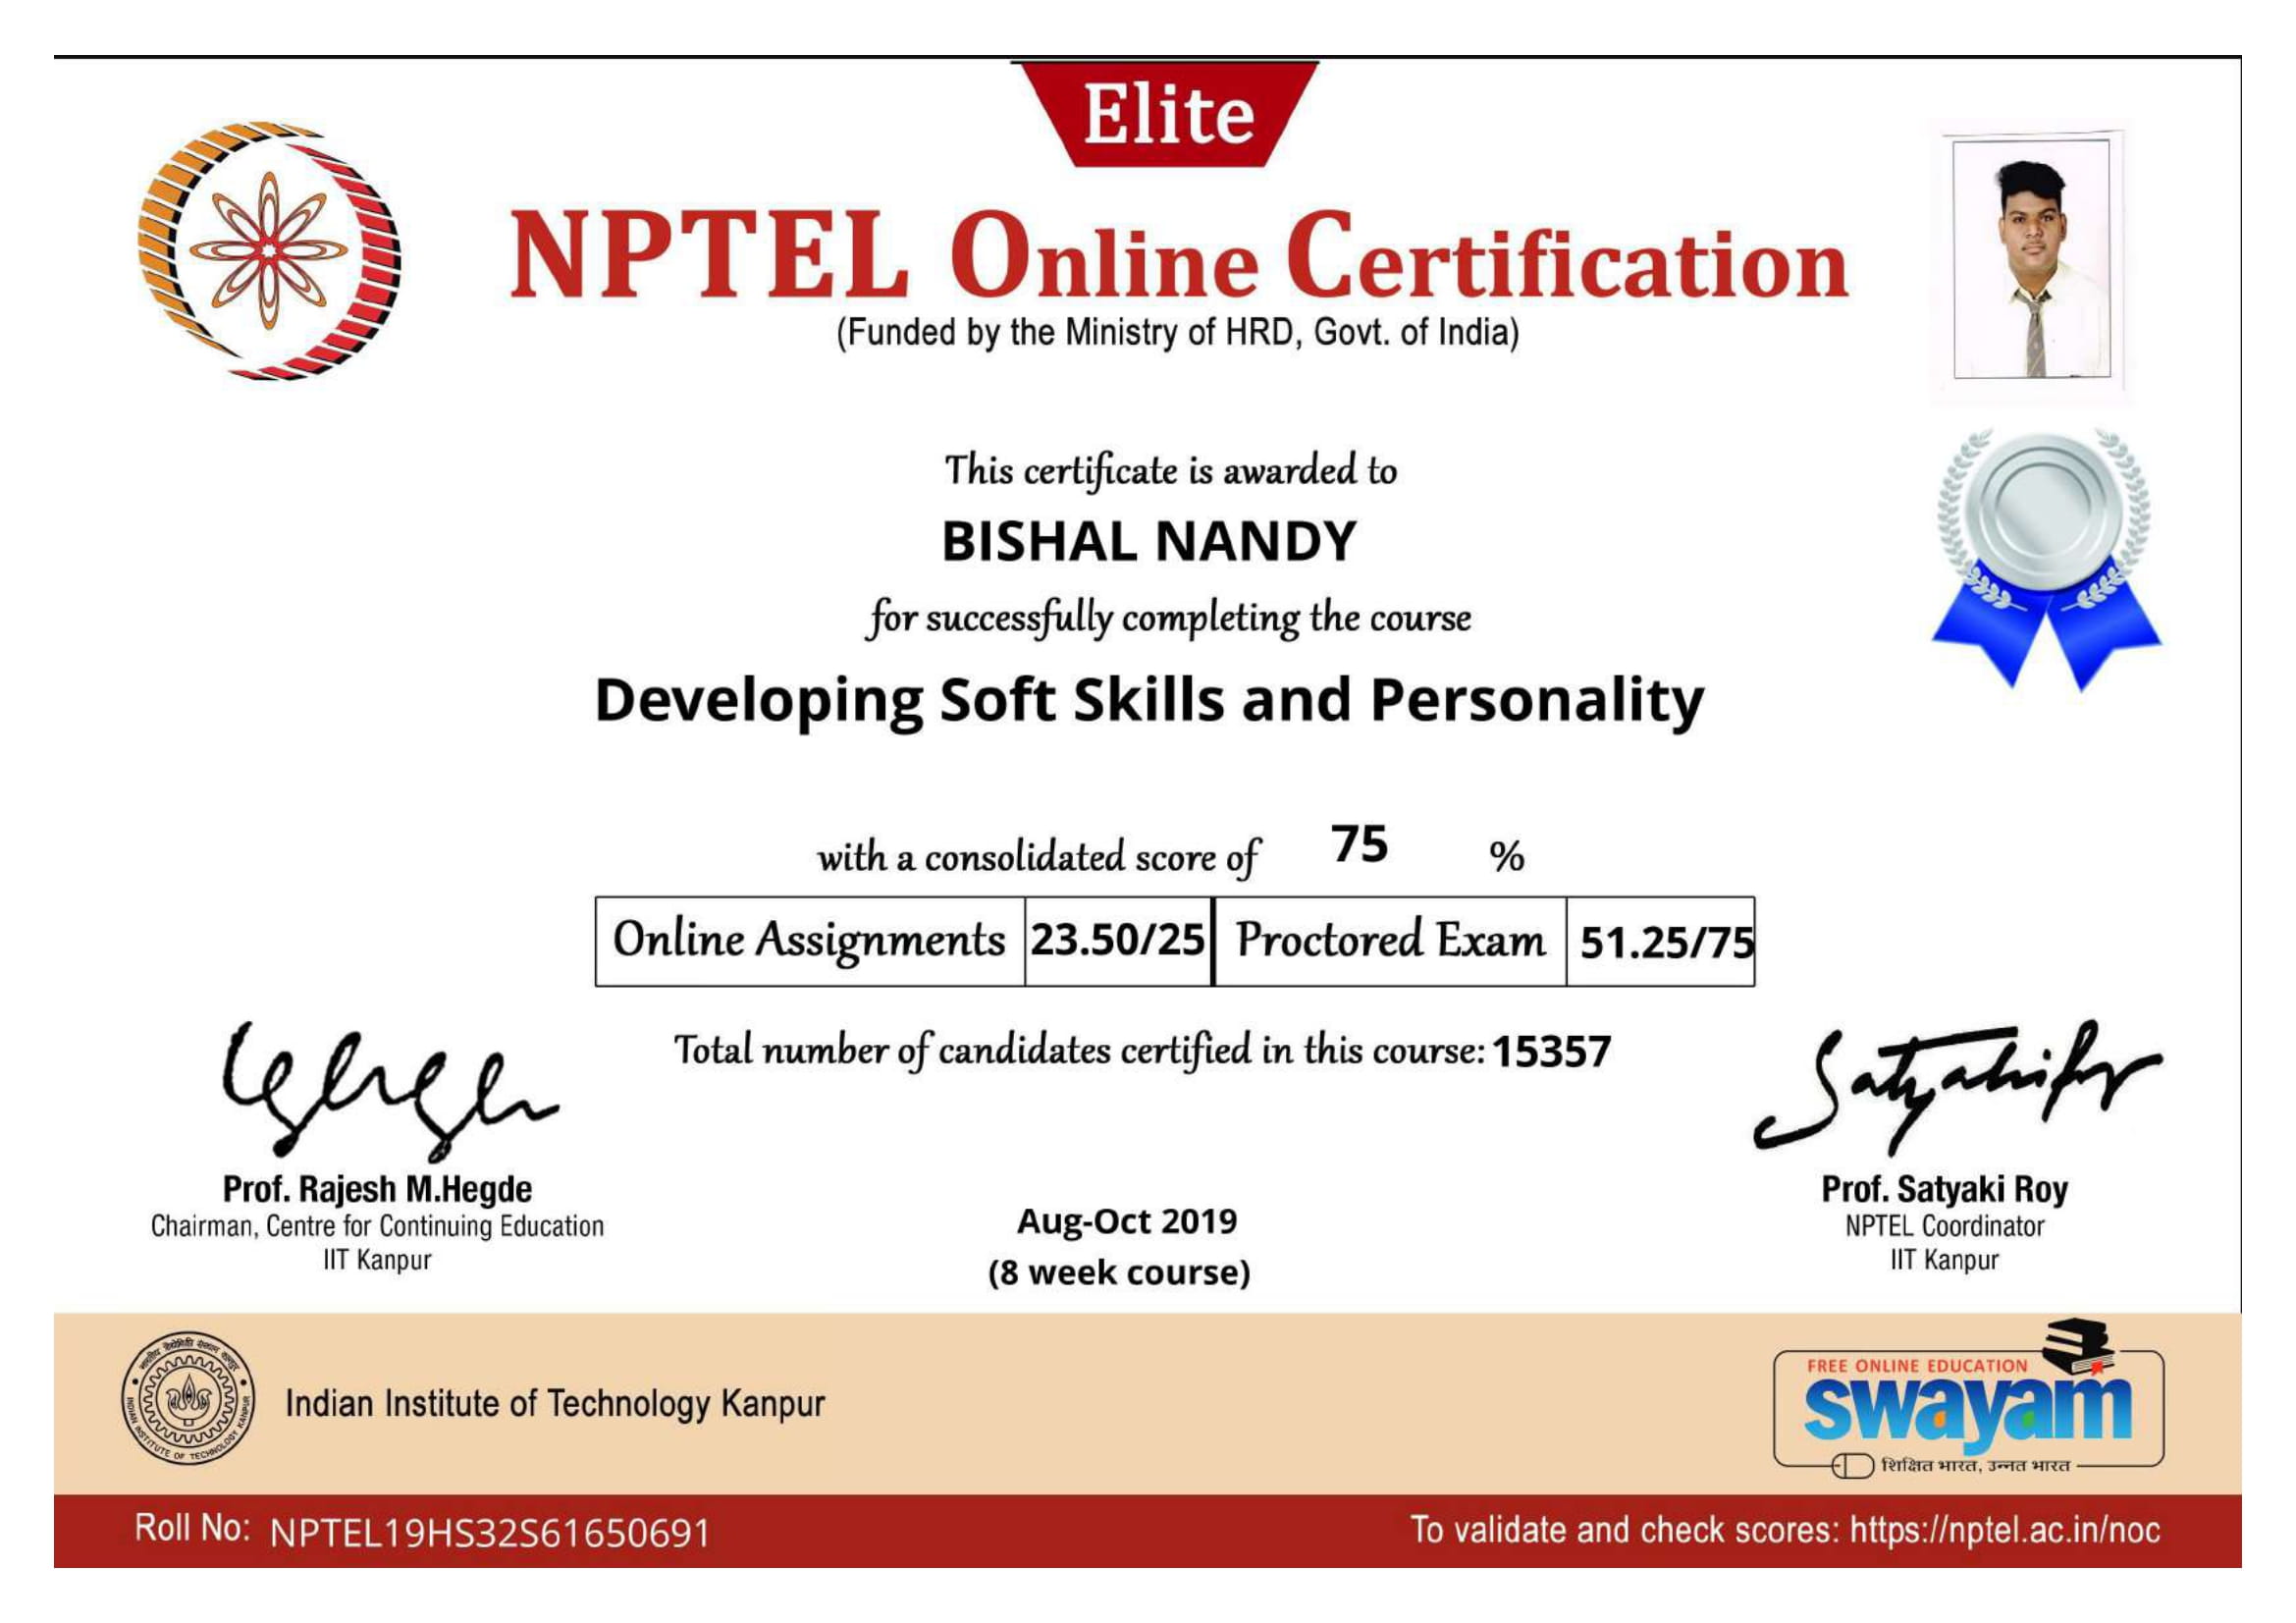 Elite
NPTEL Online Certification
(Funded by the Ministry of HRD, Govt. of India)
This certificate is awarded to
BISHAL NANDY
for successfully completing the course
Developing Soft Skills and Personality
with a consolidated score of 75 %
Online Assignments 23.50/25 Proctored Exam 51.25/75
Total number of candidates certified in this course: 15357
Prof. Rajesh M.Hegde
Chairman, Centre for Continuing Education
IIT Kanpur
Aug-Oct 2019
(8 week course)
Prof. Satyaki Roy
NPTEL Coordinator
IIT Kanpur
INDIAN INSTITUTE OF TECHNOLOGY KANPUR
Indian Institute of Technology Kanpur
FREE ONLINE EDUCATION
swayam
शिक्षित भारत, उन्नत भारत
Roll No: NPTEL19HS32S61650691
To validate and check scores: https://nptel.ac.in/noc